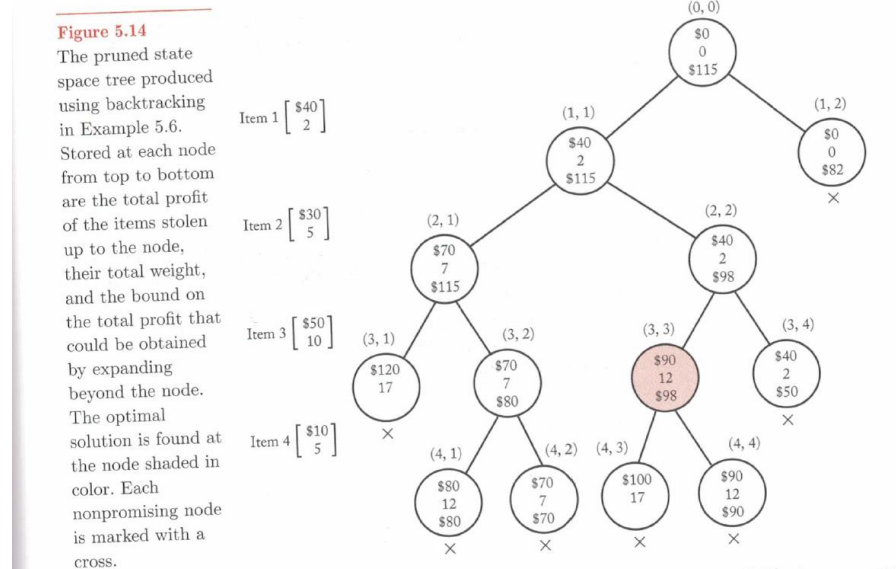 Figure 5.14
The pruned state
space tree produced
using backtracking
in Example 5.6.
Stored at each node
from top to bottom
are the total profit
of the items stolen
up to the node,
their total weight,
and the bound on
the total profit that
could be obtained
by expanding
beyond the node.
The optimal
solution is found at
the node shaded in
color. Each
nonpromising node
is marked with a
cross.
(0, 0)
$0
0
$115
Item 1 [ $40
2 ]
(1, 1)
$40
2
$115
(1, 2)
$0
0
$82
×
Item 2 [ $30
5 ]
(2, 1)
$70
7
$115
(2, 2)
$40
2
$98
Item 3 [ $50
10 ]
(3, 1)
$120
17
×
(3, 2)
$70
7
$80
(3, 3)
$90
12
$98
(3, 4)
$40
2
$50
×
Item 4 [ $10
5 ]
(4, 1)
$80
12
$80
×
(4, 2)
$70
7
$70
×
(4, 3)
$100
17
×
(4, 4)
$90
12
$90
×